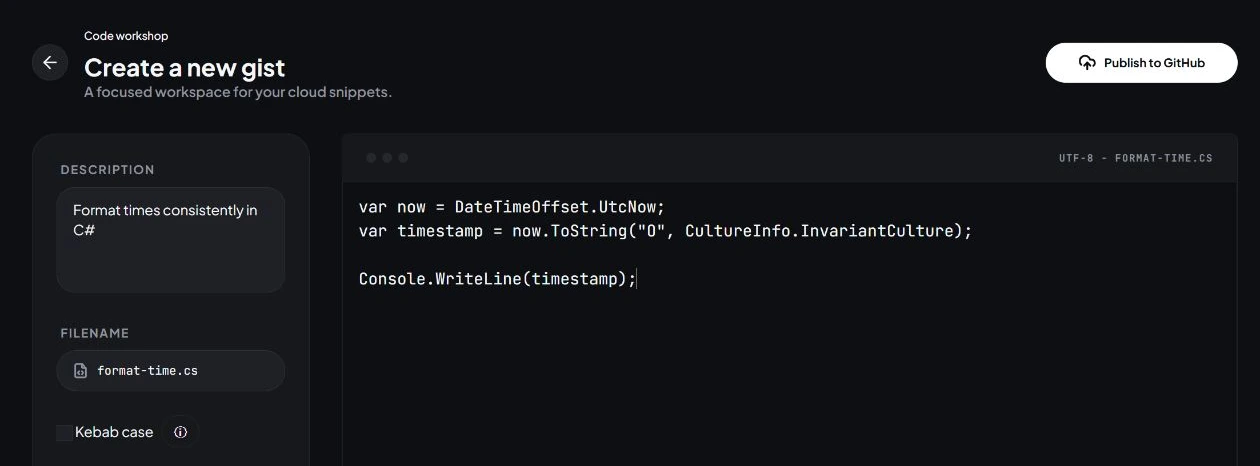 Code workshop
Create a new gist
A focused workspace for your cloud snippets.
Publish to GitHub
DESCRIPTION
Format times consistently in
C#
FILENAME
format-time.cs
Kebab case
UTF-8 - FORMAT-TIME.CS
var now = DateTimeOffset.UtcNow;
var timestamp = now.ToString("O", CultureInfo.InvariantCulture);
Console.WriteLine(timestamp);